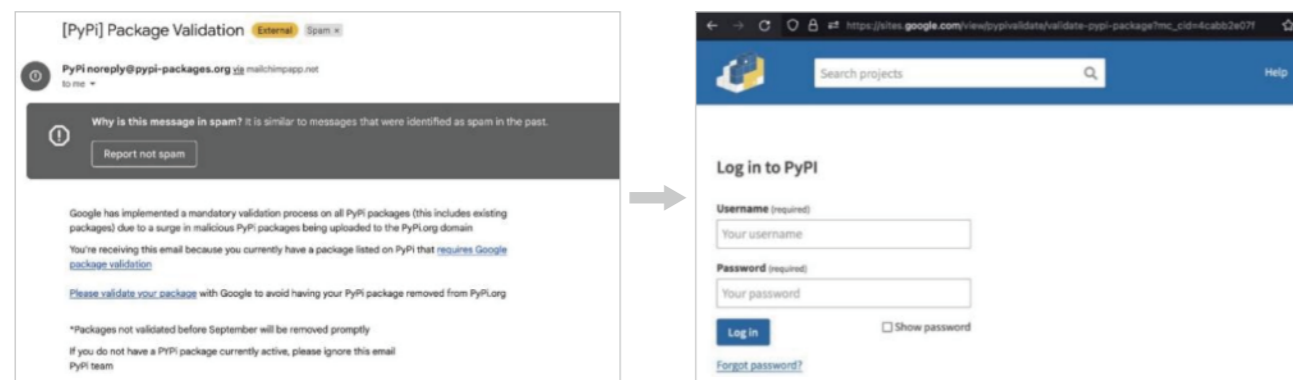 [PyPi] Package Validation External Spam ×
PyPi noreply@pypi-packages.org via mailchimpapp.net
to me
Why is this message in spam? It is similar to messages that were identified as spam in the past.
Report not spam
Google has implemented a mandatory validation process on all PyPi packages (this includes existing
packages) due to a surge in malicious PyPi packages being uploaded to the PyPi.org domain
You're receiving this email because you currently have a package listed on PyPi that requires Google
package validation
Please validate your package with Google to avoid having your PyPi package removed from PyPi.org
*Packages not validated before September will be removed promptly
If you do not have a PYPi package currently active, please ignore this email
PyPi team
https://sites.google.com/view/pypivalidate/validate-pypi-package?mc_cid=4cabb2e07f
Search projects
Help
Log in to PyPI
Username (required)
Your username
Password (required)
Your password
Log in
Show password
Forgot password?